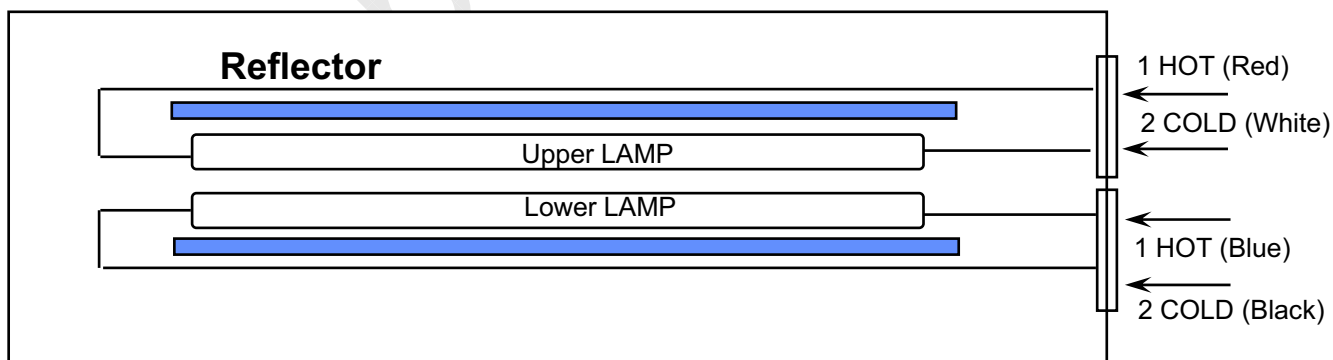 Reflector
1 HOT (Red)
2 COLD (White)
Upper LAMP
Lower LAMP
1 HOT (Blue)
2 COLD (Black)